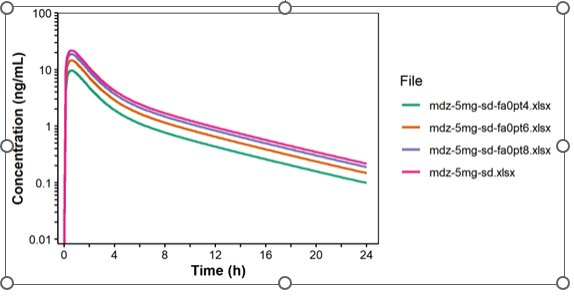 100
10
1
0.1
0.01
Concentration (ng/mL)
0 4 8 12 16 20 24
Time (h)
File
mdz-5mg-sd-fa0pt4.xlsx
mdz-5mg-sd-fa0pt6.xlsx
mdz-5mg-sd-fa0pt8.xlsx
mdz-5mg-sd.xlsx